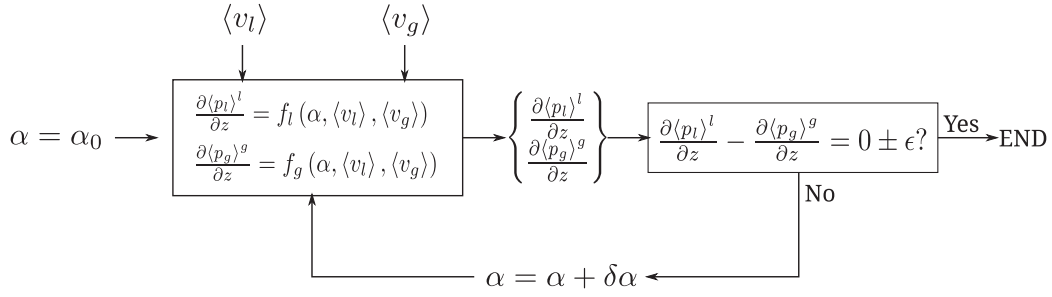 ⟨v_l⟩ ⟨v_g⟩
α = α₀
∂⟨p_l⟩^l/∂z = f_l (α, ⟨v_l⟩ , ⟨v_g⟩)
∂⟨p_g⟩^g/∂z = f_g (α, ⟨v_l⟩ , ⟨v_g⟩)
{∂⟨p_l⟩^l/∂z
∂⟨p_g⟩^g/∂z}
∂⟨p_l⟩^l/∂z − ∂⟨p_g⟩^g/∂z = 0 ± ϵ?
Yes
END
No
α = α + δα